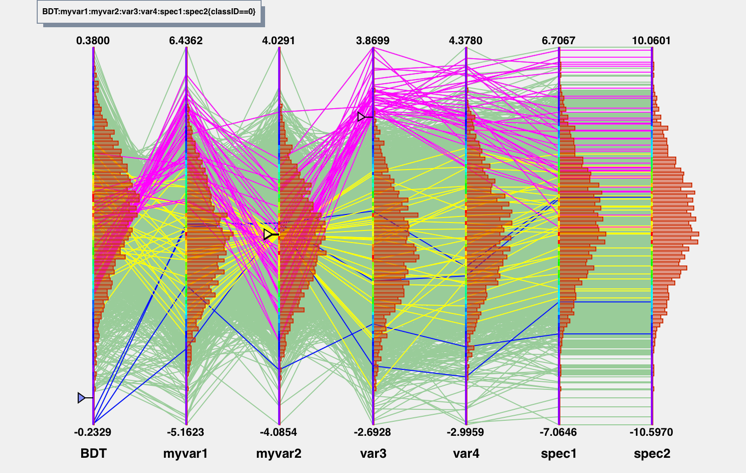 BDT:myvar1:myvar2:var3:var4:spec1:spec2{classID==0}
0.3800 6.4362 4.0291 3.8699 4.3780 6.7067 10.0601
-0.2329 -5.1623 -4.0854 -2.6928 -2.9959 -7.0646 -10.5970
BDT myvar1 myvar2 var3 var4 spec1 spec2